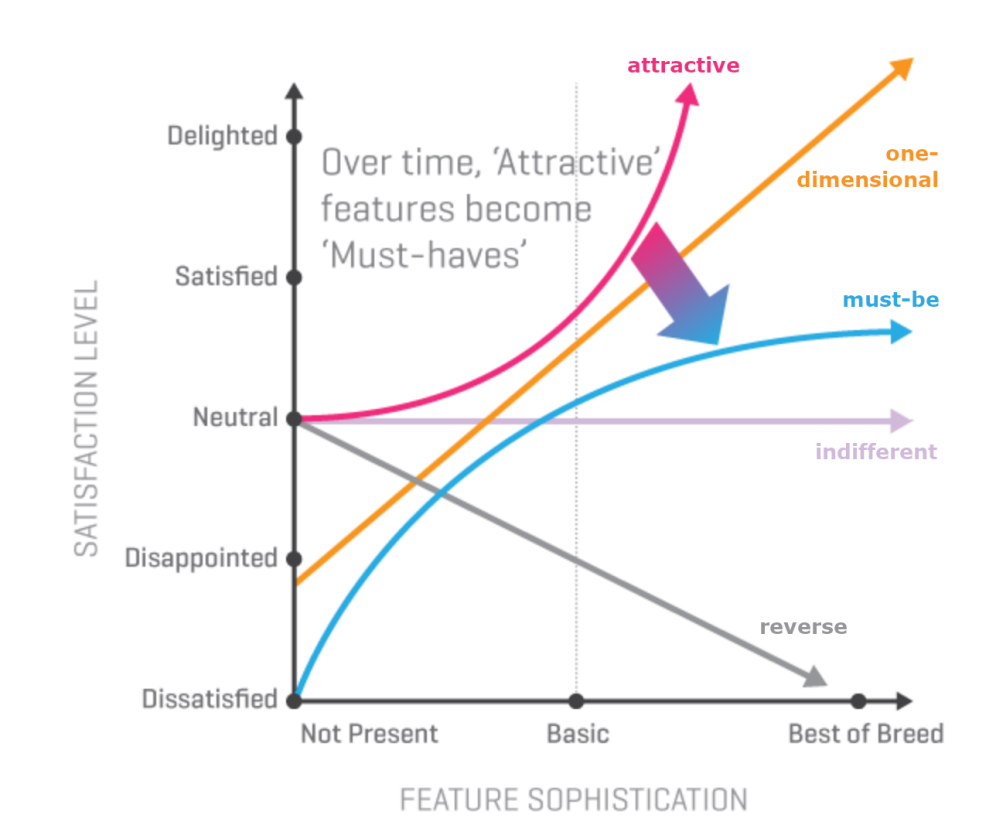 attractive
Delighted
Over time, ‘Attractive’
features become
‘Must-haves’
one-
dimensional
Satisfied
must-be
SATISFACTION LEVEL
Neutral
indifferent
Disappointed
reverse
Dissatisfied
Not Present
Basic
Best of Breed
FEATURE SOPHISTICATION